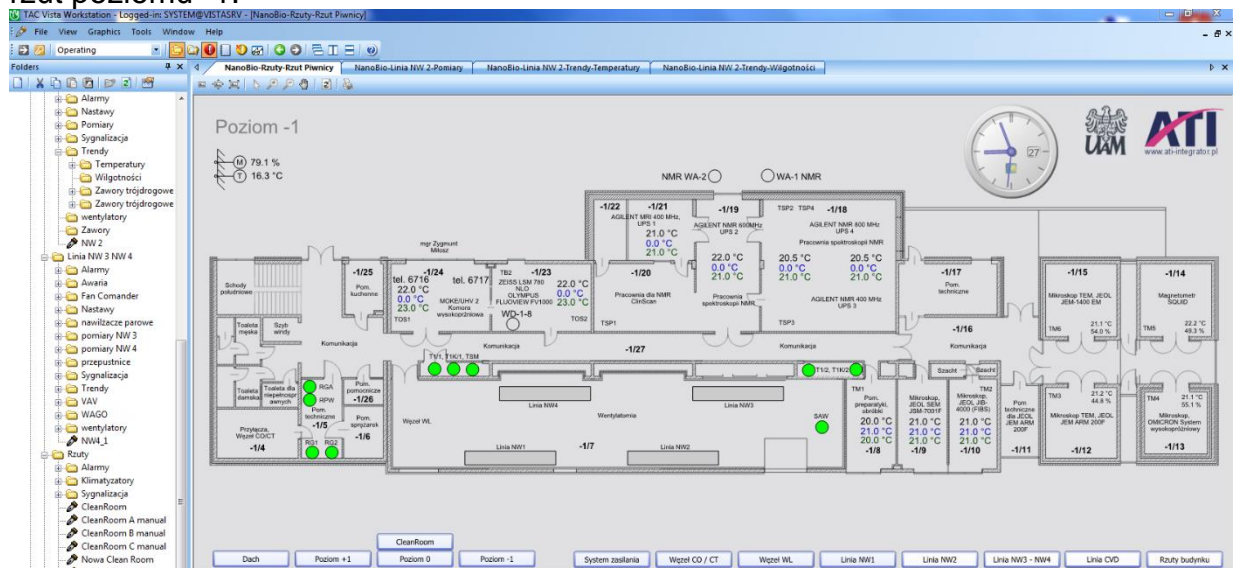 rzut poziomu -1:
TAC Vista Workstation - Logged-in: SYSTEM@VISTASRV - [NanoBio-Rzuty-Rzut Piwnicy]
File View Graphics Tools Window Help
Operating
Folders
NanoBio-Rzuty-Rzut Piwnicy NanoBio-Linia NW 2-Pomiary NanoBio-Linia NW 2-Trendy-Temperatury NanoBio-Linia NW 2-Trendy-Wilgotności
Alarmy
Nastawy
Pomiary
Sygnalizacja
Trendy
Temperatury
Wilgotności
Zawory trójdrogowe
Zawory trójdrogowe
wentylatory
Zawory
NW 2
Linia NW 3 NW 4
Alarmy
Awaria
Fan Comander
Nastawy
nawilzacze parowe
pomiary NW 3
pomiary NW 4
przepustnice
Sygnalizacja
Trendy
VAV
WAGO
wentylatory
NW4_1
Rzuty
Alarmy
Klimatyzatory
Sygnalizacja
CleanRoom
CleanRoom A manual
CleanRoom B manual
CleanRoom C manual
Nowa Clean Room
Poziom -1
M 79.1 %
T 16.3 °C
27
UAM
ATI
www.ati-integrator.pl
NMR WA-2 WA-1 NMR
-1/22
-1/21
AGILENT MRI 400 MHz,
UPS 1
21.0 °C
0.0 °C
21.0 °C
-1/19
AGILENT NMR 600MHz
UPS 2
22.0 °C
0.0 °C
21.0 °C
Pracownia
spektroskopii NMR
TSP2 TSP4 -1/18
AGILENT NMR 800 MHz
UPS 4
Pracownia spektroskopii NMR
20.5 °C 20.5 °C
0.0 °C 0.0 °C
21.0 °C 21.0 °C
AGILENT NMR 400 MHz
UPS 3
TSP3
-1/20
Pracownia dla NMR
ClinScan
TSP1
mgr Zygmunt
Miłosz
Schody
południowe
-1/25
Pom.
kuchenne
-1/24
tel. 6716 tel. 6717
22.0 °C
0.0 °C
23.0 °C
MOKE/UHV 2
Komora
wysokopróżniowa
TOS1
TB2 -1/23
ZEISS LSM 780
NLO
OLYMPUS
FLUOVIEW FV1000
22.0 °C
0.0 °C
23.0 °C
WD-1-8
TOS2
-1/17
Pom.
techniczne
-1/15
Mikroskop TEM, JEOL
JEM-1400 EM
TM6 21.1 °C
54.0 %
-1/14
Magnetometr
SQUID
TM5 22.2 °C
49.3 %
-1/16
Toaleta
męska
Szyb
windy
Komunikacja
Komunikacja
-1/27
Komunikacja
Komunikacja
T1/1, T1K/1, TSM
T1/2, T1K/2
Szacht
Szacht
Toaleta
damska
Toaleta dla
niepełnospr
awnych
RGA
RPW
Pom.
techniczne
-1/5
RG1 RG2
Pom.
pomocnicze
-1/26
Pom.
sprężarek
-1/6
Przyłącza,
Węzeł CO/CT
-1/4
Węzeł WL
Linia NW4
Linia NW3
Wentylatornia
Linia NW1
-1/7
Linia NW2
SAW
TM1
Pom.
preparatyki,
obróbki
20.0 °C
21.0 °C
20.0 °C
-1/8
Mikroskop,
JEOL SEM
JSM-7001F
21.0 °C
21.0 °C
21.0 °C
-1/9
TM2
Mikroskop,
JEOL JIB-
4000 (FIBS)
21.0 °C
21.0 °C
21.0 °C
-1/10
Pom
techniczne
dla JEOL
JEM ARM
200F
-1/11
TM3 21.2 °C
44.8 %
Mikroskop TEM, JEOL
JEM ARM 200F
-1/12
TM4 21.1 °C
55.1 %
Mikroskop,
OMICRON System
wysokopróżniowy
-1/13
CleanRoom
Dach Poziom +1 Poziom 0 Poziom -1 System zasilania Węzeł CO / CT Węzeł WL Linia NW1 Linia NW2 Linia NW3 - NW4 Linia CVD Rzuty budynku